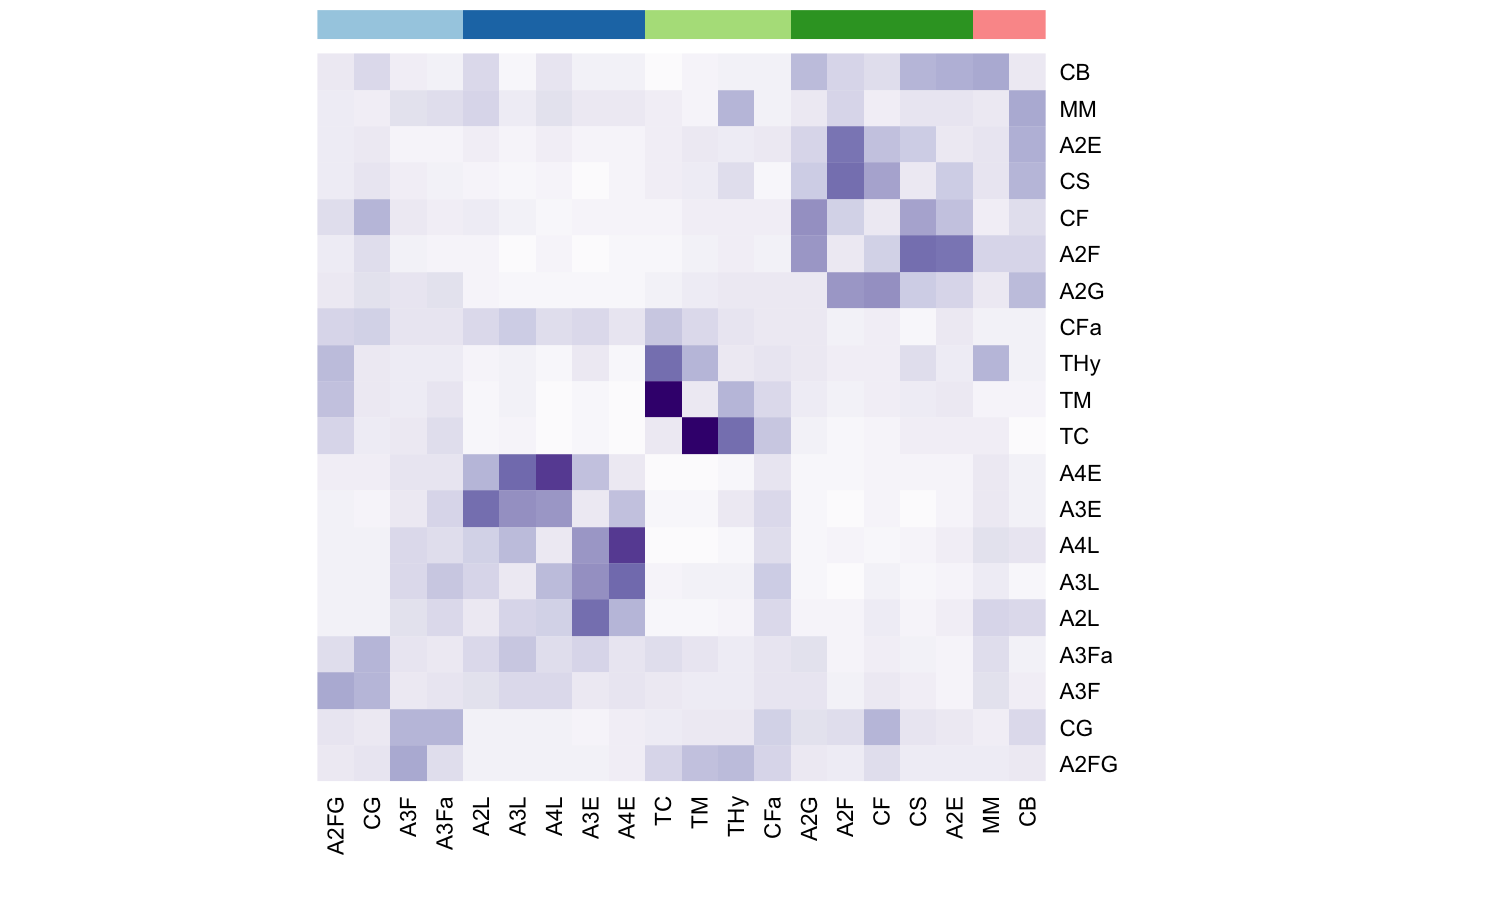 CB
MM
A2E
CS
CF
A2F
A2G
CFa
THy
TM
TC
A4E
A3E
A4L
A3L
A2L
A3Fa
A3F
CG
A2FG
A2FG
CG
A3F
A3Fa
A2L
A3L
A4L
A3E
A4E
TC
TM
THy
CFa
A2G
A2F
CF
CS
A2E
MM
CB